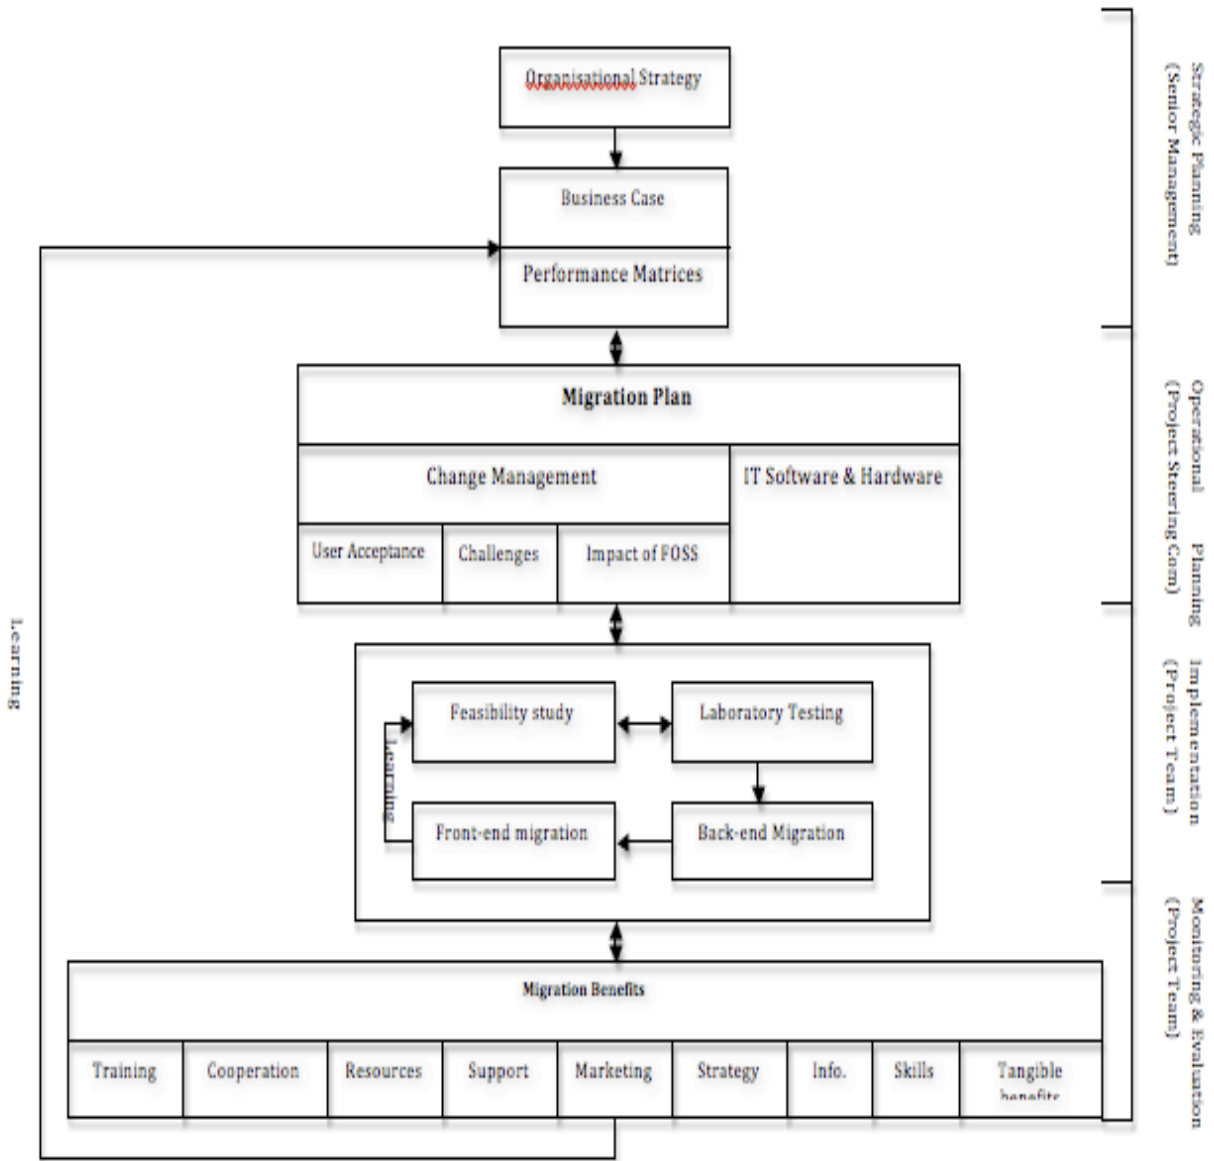 Organisational Strategy
Business Case
Performance Matrices
Migration Plan
Change Management
IT Software & Hardware
User Acceptance
Challenges
Impact of FOSS
Feasibility study
Laboratory Testing
Learning
Front-end migration
Back-end Migration
Migration Benefits
Training
Cooperation
Resources
Support
Marketing
Strategy
Info.
Skills
Tangible
benefits
Learning
Strategic Planning
(Senior Management)
Operational Planning
(Project Steering Com)
Implementation
(Project Team)
Monitoring & Evaluation
(Project Team)